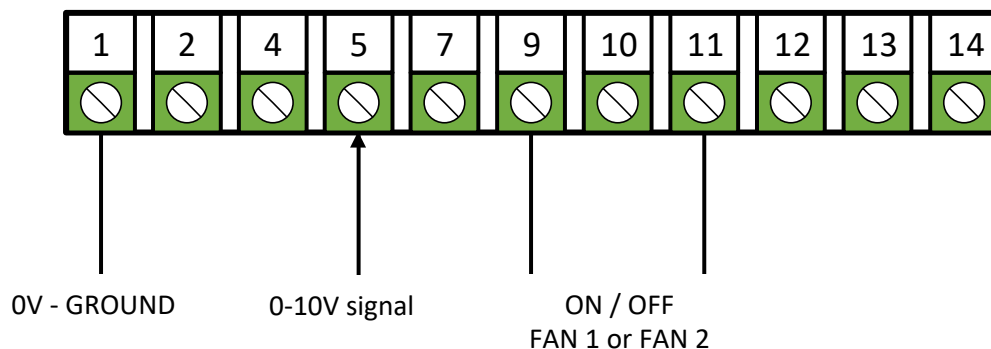 1 2 4 5 7 9 10 11 12 13 14
0V - GROUND 0-10V signal ON / OFF
FAN 1 or FAN 2